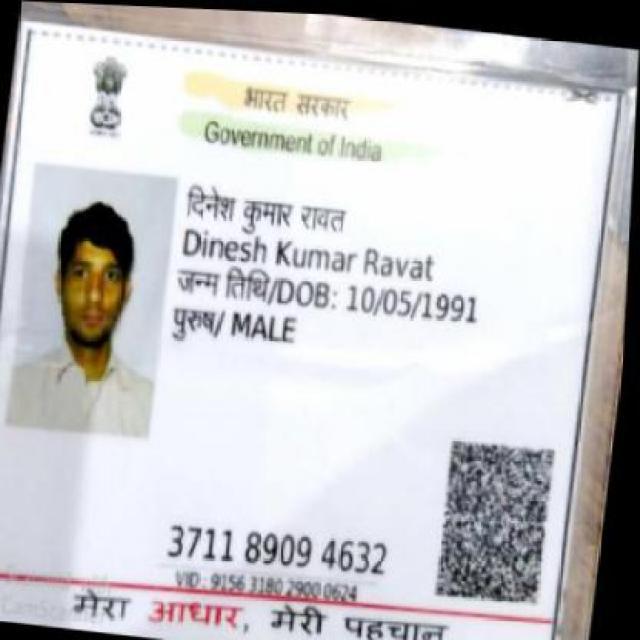 भारत सरकार
Government of India
दिनेश कुमार रावत
Dinesh Kumar Ravat
जन्म तिथि/DOB: 10/05/1991
पुरुष/ MALE
3711 8909 4632
VID : 9156 3180 2900 0624
मेरा आधार, मेरी पहचान